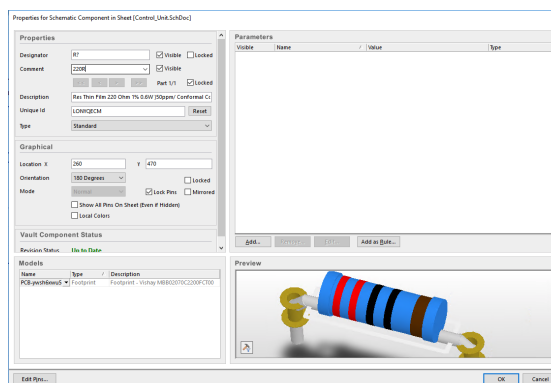 Properties for Schematic Component in Sheet [Control_Unit.SchDoc]
Properties
Designator R? Visible Locked
Comment 220R Visible
Part 1/1 Locked
Description Res Thin Film 220 Ohm 1% 0.6W
Unique Id Reset
Type Standard
Graphical
Location X 260 Y 470
Orientation 180 Degrees Locked
Mode Normal Lock Pins Mirrored
Show All Pins On Sheet (Even if Hidden)
Local Colors
Vault Component Status
Revision Status Up to Date
Parameters
Visible Name / Value Type
Add... Remove... Edit... Add as Rule...
Models
Name Type / Description
Footprint Footprint - Vishay MBB02070C2200FCT00
Preview
Edit Pins... OK Cancel